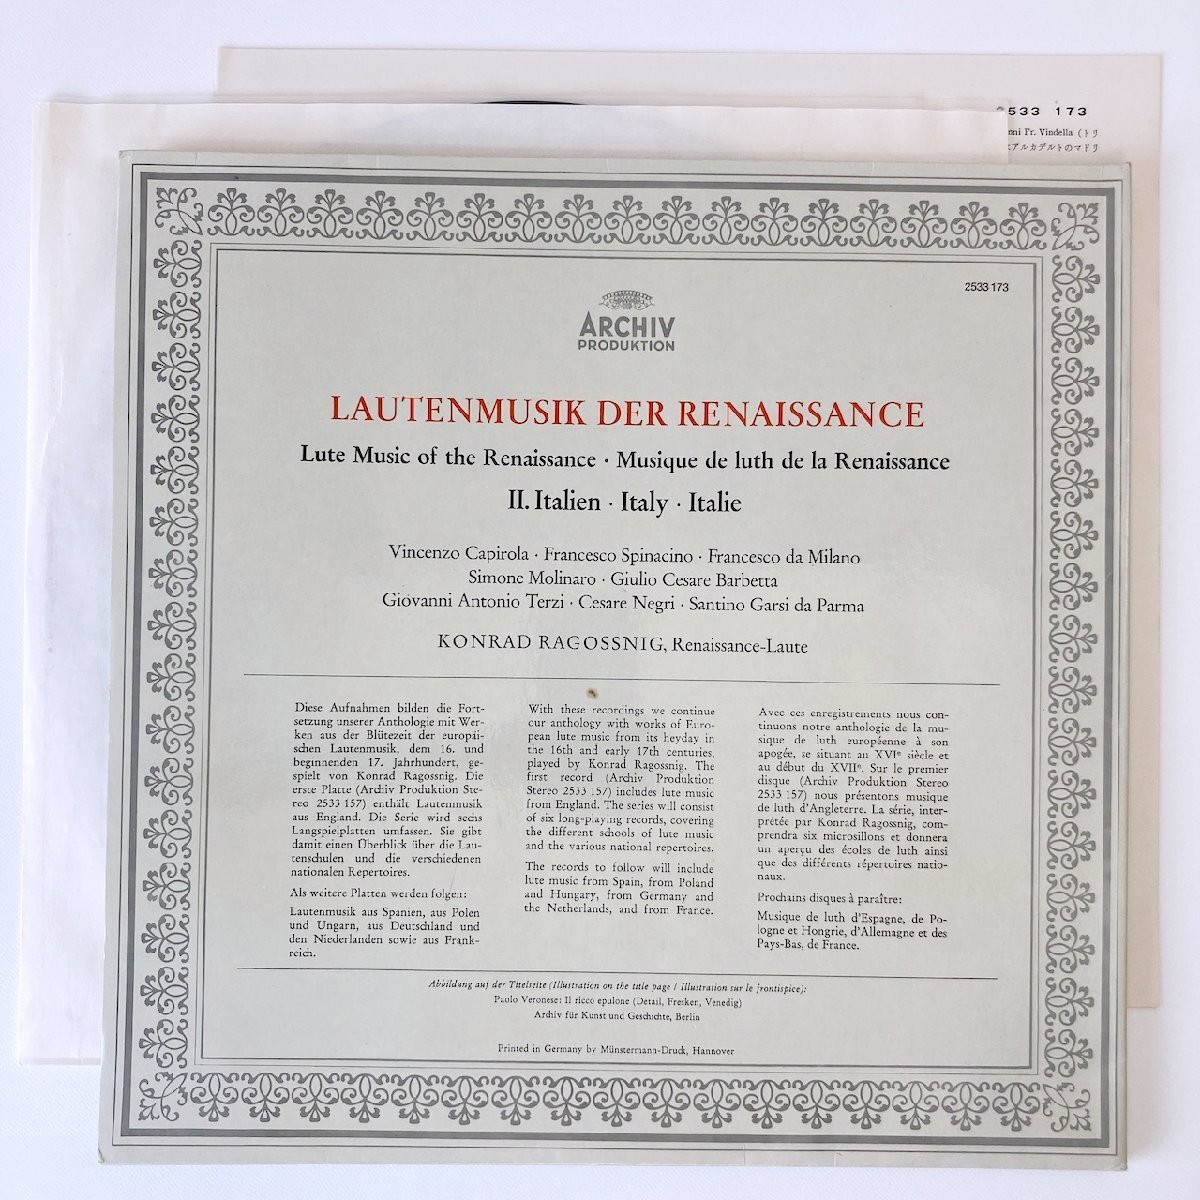 2533 173
oni Fr. Vindella (トリ
アルカデルトのマドリ
2533 173
ARCHIV
PRODUKTION
LAUTENMUSIK DER RENAISSANCE
Lute Music of the Renaissance · Musique de luth de la Renaissance
II. Italien · Italy · Italie
Vincenzo Capirola · Francesco Spinacino · Francesco da Milano
Simone Molinaro · Giulio Cesare Barbetta
Giovanni Antonio Terzi · Cesare Negri · Santino Garsi da Parma
KONRAD RAGOSSNIG, Renaissance-Laute
Diese Aufnahmen bilden die Fort-
setzung unserer Anthologie mit Wer-
ken aus der Blütezeit der europäi-
schen Lautenmusik, dem 16. und
beginnenden 17. Jahrhundert, ge-
spielt von Konrad Ragossnig. Die
erste Platte (Archiv Produktion Ste-
reo 2533 157) enthält Lautenmusik
aus England. Die Serie wird sechs
Langspielplatten umfassen. Sie gibt
damit einen Überblick über die Lau-
tenschulen und die verschiedenen
nationalen Repertoires.
Als weitere Platten werden folgen:
Lautenmusik aus Spanien, aus Polen
und Ungarn, aus Deutschland und
den Niederlanden sowie aus Frank-
reich.
With these recordings we continue
our anthology with works of Euro-
pean lute music from its heyday in
the 16th and early 17th centuries,
played by Konrad Ragossnig. The
first record (Archiv Produktion
Stereo 2533 157) includes lute music
from England. The series will consist
of six long-playing records, covering
the different schools of lute music
and the various national repertoires.
The records to follow will include
lute music from Spain, from Poland
and Hungary, from Germany and
the Netherlands, and from France.
Avec ces enregistrements nous con-
tinuons notre anthologie de la mu-
sique de luth européenne à son
apogée, se situant au XVIe siècle et
au début du XVIIe. Sur le premier
disque (Archiv Produktion Stereo
2533 157) nous présentons musique
de luth d'Angleterre. La série, inter-
prétée par Konrad Ragossnig, com-
prendra six microsillons et donnera
un aperçu des écoles de luth ainsi
que des différents répertoires natio-
naux.
Prochains disques à paraître:
Musique de luth d'Espagne, de Po-
logne et Hongrie, d'Allemagne et des
Pays-Bas, de France.
Abbildung auf der Titelseite (Illustration on the title page / illustration sur le frontispice):
Paolo Veronese: Il ricco epulone (Detail, Fresken, Venedig)
Archiv für Kunst und Geschichte, Berlin
Printed in Germany by Münstermann-Druck, Hannover